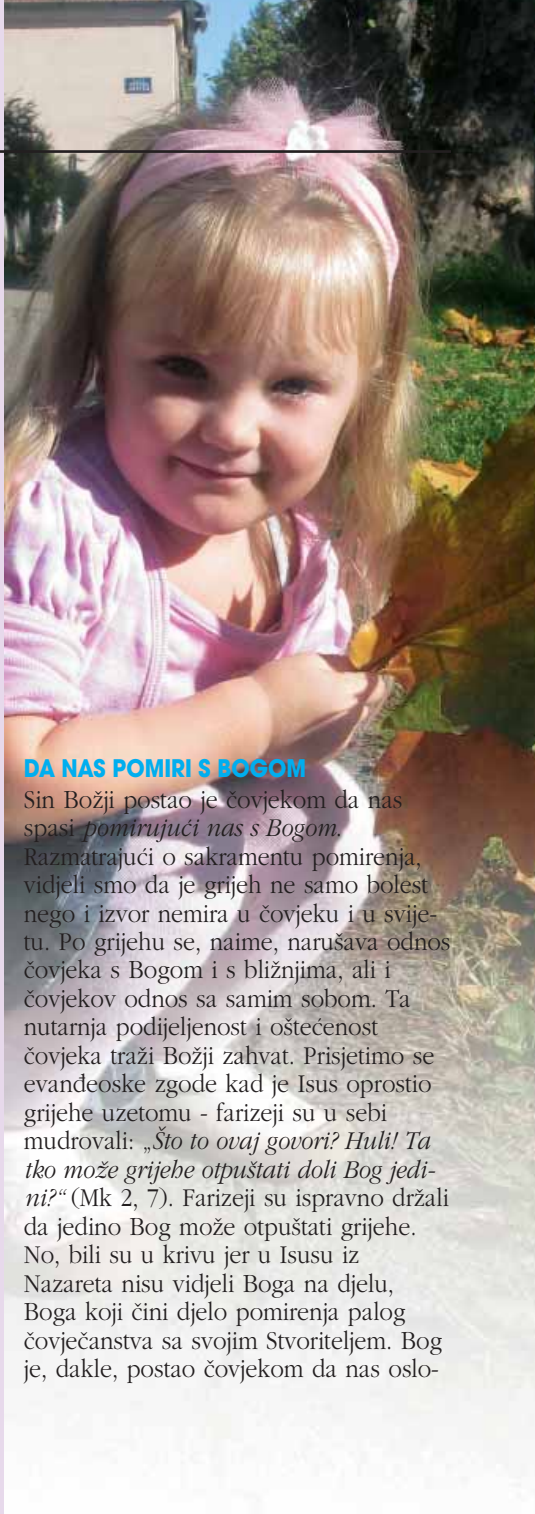 DA NAS POMIRI S BOGOM
Sin Božji postao je čovjekom da nas
spasi pomirujući nas s Bogom.
Razmatrajući o sakramentu pomirenja,
vidjeli smo da je grijeh ne samo bolest
nego i izvor nemira u čovjeku i u svije-
tu. Po grijehu se, naime, narušava odnos
čovjeka s Bogom i s bližnjima, ali i
čovjekov odnos sa samim sobom. Ta
nutarnja podijeljenost i oštećenost
čovjeka traži Božji zahvat. Prisjetimo se
evanđeoske zgode kad je Isus oprostio
grijehe uzetomu - farizeji su u sebi
mudrovali: „Što to ovaj govori? Huli! Ta
tko može grijehe otpuštati doli Bog jedi-
ni?“ (Mk 2, 7). Farizeji su ispravno držali
da jedino Bog može otpuštati grijehe.
No, bili su u krivu jer u Isusu iz
Nazareta nisu vidjeli Boga na djelu,
Boga koji čini djelo pomirenja palog
čovječanstva sa svojim Stvoriteljem. Bog
je, dakle, postao čovjekom da nas oslo-